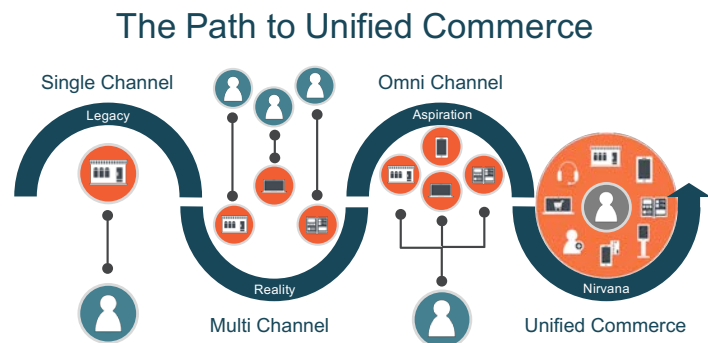 The Path to Unified Commerce
Single Channel
Omni Channel
Legacy
Aspiration
Reality
Nirvana
Multi Channel
Unified Commerce